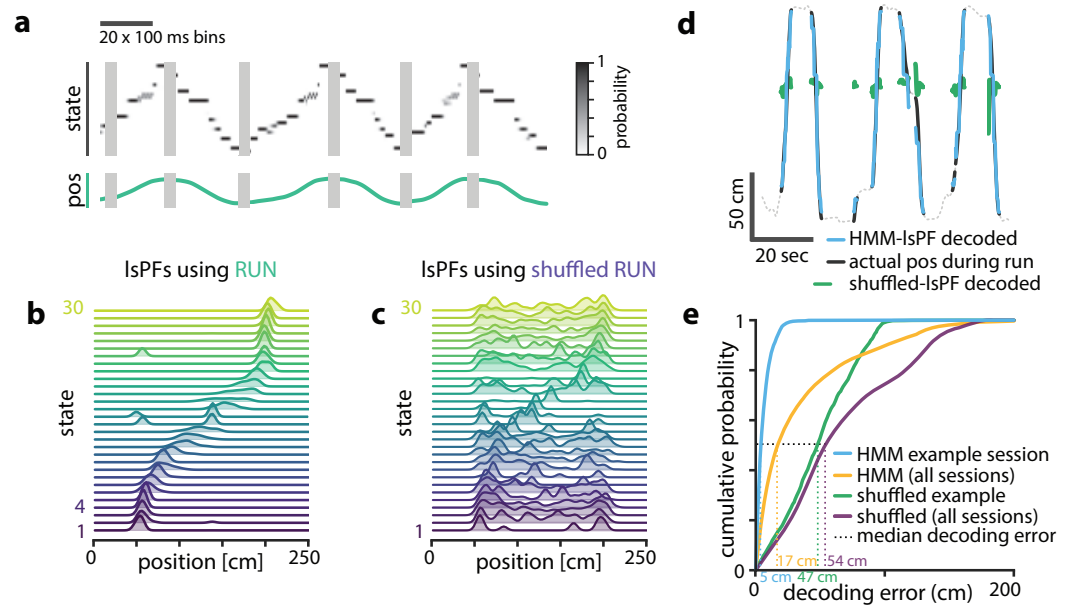 a
20 x 100 ms bins
state
1
0
probability
pos
lsPFs using RUN
b
30
state
4
1
0
250
position [cm]
lsPFs using shuffled RUN
c
state
1
0
250
position [cm]
d
50 cm
20 sec
HMM-lsPF decoded
actual pos during run
shuffled-lsPF decoded
e
1
cumulative probability
0
HMM example session
HMM (all sessions)
shuffled example
shuffled (all sessions)
median decoding error
17 cm
54 cm
5 cm
47 cm
0
decoding error (cm)
200